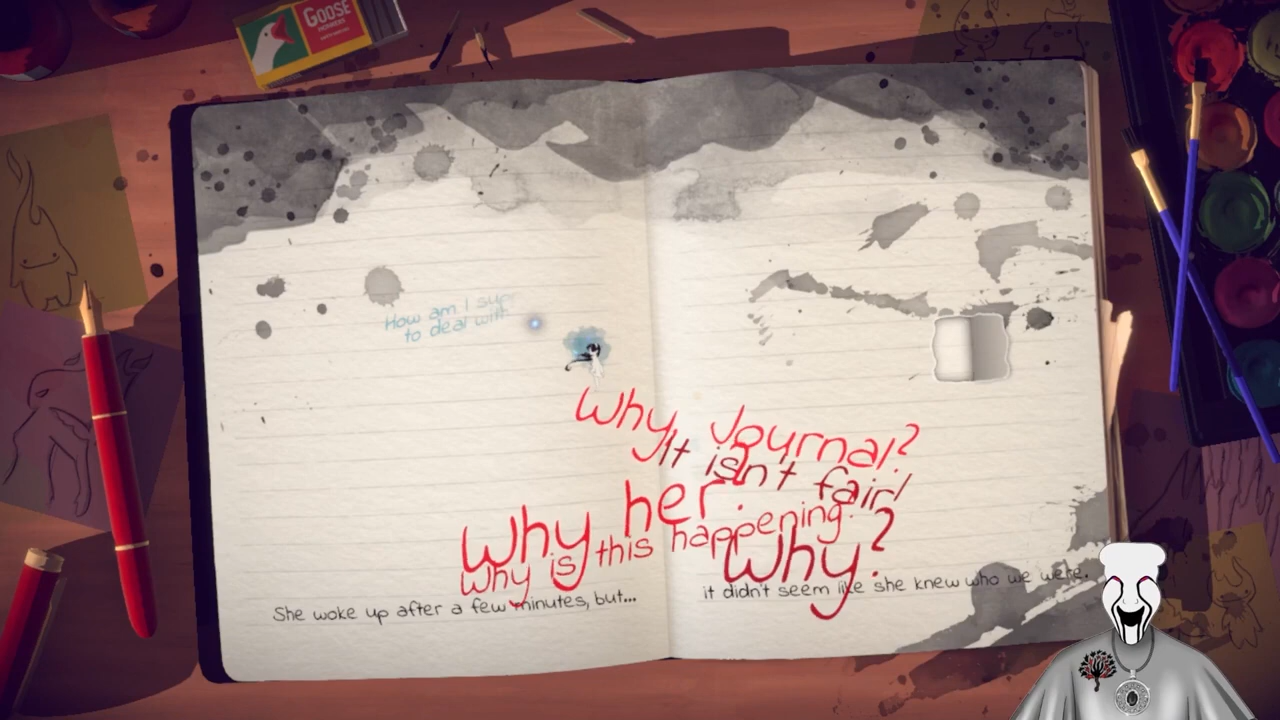 GOOSE
How am I
to deal with
Why, Journal?
It isn't fair!
Why her.
Why is this happening.
Why?
She woke up after a few minutes, but...
it didn't seem like she knew who we were.